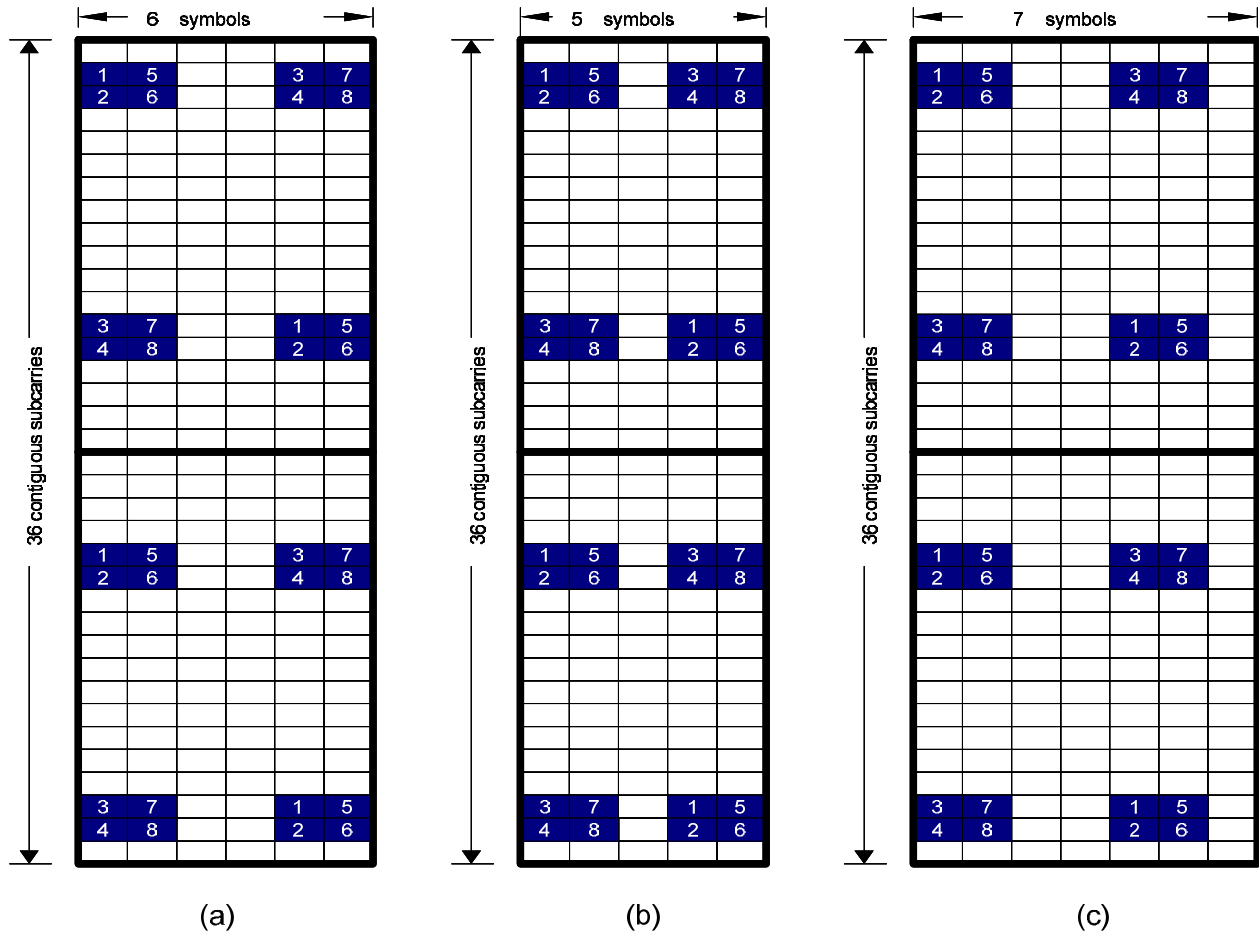 6 symbols
5 symbols
7 symbols
1 5 3 7 1 5 3 7 1 5 3 7
2 6 4 8 2 6 4 8 2 6 4 8
3 7 1 5 3 7 1 5 3 7 1 5
4 8 2 6 4 8 2 6 4 8 2 6
36 contiguous subcarries
36 contiguous subcarries
36 contiguous subcarries
1 5 3 7 1 5 3 7 1 5 3 7
2 6 4 8 2 6 4 8 2 6 4 8
3 7 1 5 3 7 1 5 3 7 1 5
4 8 2 6 4 8 2 6 4 8 2 6
(a)
(b)
(c)